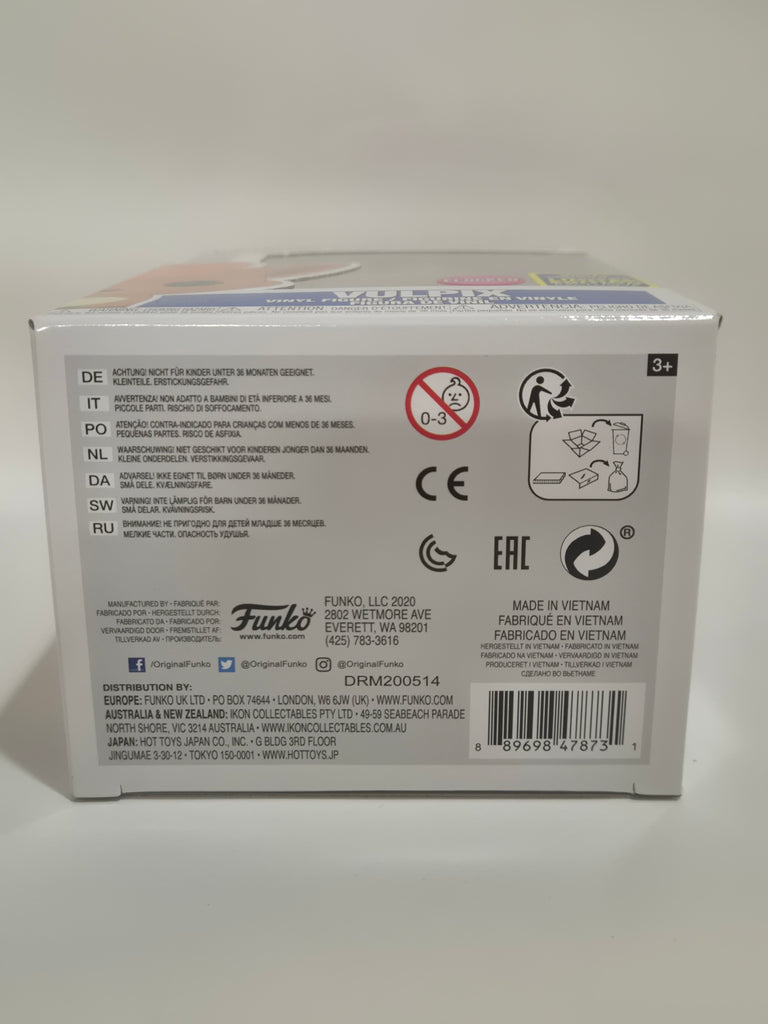 FLOCKED
VULPIX
VINYL FIGURE / FIGURINE EN VINYLE
3+
DE ACHTUNG! NICHT FÜR KINDER UNTER 36 MONATEN GEEIGNET.
KLEINTEILE. ERSTICKUNGSGEFAHR.
IT AVVERTENZA! NON ADATTO A BAMBINI DI ETÀ INFERIORE A 36 MESI.
PICCOLE PARTI. RISCHIO DI SOFFOCAMENTO.
PO ATENÇÃO! CONTRA-INDICADO PARA CRIANÇAS COM MENOS DE 36 MESES.
PEQUENAS PARTES. RISCO DE ASFIXIA.
NL WAARSCHUWING! NIET GESCHIKT VOOR KINDEREN JONGER DAN 36 MAANDEN.
KLEINE ONDERDELEN. VERSTIKKINGSGEVAAR.
DA ADVARSEL! IKKE EGNET TIL BØRN UNDER 36 MÅNEDER.
SMÅ DELE. KVÆLNINGSFARE.
SW VARNING! INTE LÄMPLIG FÖR BARN UNDER 36 MÅNADER.
SMÅ DELAR. KVÄVNINGSRISK.
RU ВНИМАНИЕ! НЕ ПРИГОДНО ДЛЯ ДЕТЕЙ МЛАДШЕ 36 МЕСЯЦЕВ.
МЕЛКИЕ ЧАСТИ. ОПАСНОСТЬ УДУШЬЯ.
0-3
CE
EAC
®
MANUFACTURED BY • FABRIQUÉ PAR:
FABRICADO POR • HERGESTELLT DURCH:
FABBRICATO DA • FABRICADO POR:
VERVAARDIGD DOOR • FREMSTILLET AF:
TILLVERKAD AV • ПРОИЗВОДИТЕЛЬ:
Funko
www.funko.com
FUNKO, LLC 2020
2802 WETMORE AVE
EVERETT, WA 98201
(425) 783-3616
MADE IN VIETNAM
FABRIQUÉ EN VIETNAM
FABRICADO EN VIETNAM
HERGESTELLT IN VIETNAM • FABBRICATO IN VIETNAM
FABRICADO NA VIETNAM • VERVAARDIGD IN VIETNAM
PRODUCERET I VIETNAM • TILLVERKAD I VIETNAM
СДЕЛАНО ВО ВЬЕТНАМЕ
/OriginalFunko @OriginalFunko @OriginalFunko
DRM200514
DISTRIBUTION BY:
EUROPE: FUNKO UK LTD • PO BOX 74644 • LONDON, W6 6JW (UK) • WWW.FUNKO.COM
AUSTRALIA & NEW ZEALAND: IKON COLLECTABLES PTY LTD • 49-59 SEABEACH PARADE
NORTH SHORE, VIC 3214 AUSTRALIA • WWW.IKONCOLLECTABLES.COM.AU
JAPAN: HOT TOYS JAPAN CO., INC. • G BLDG 3RD FLOOR
JINGUMAE 3-30-12 • TOKYO 150-0001 • WWW.HOTTOYS.JP
8 89698 47873 1